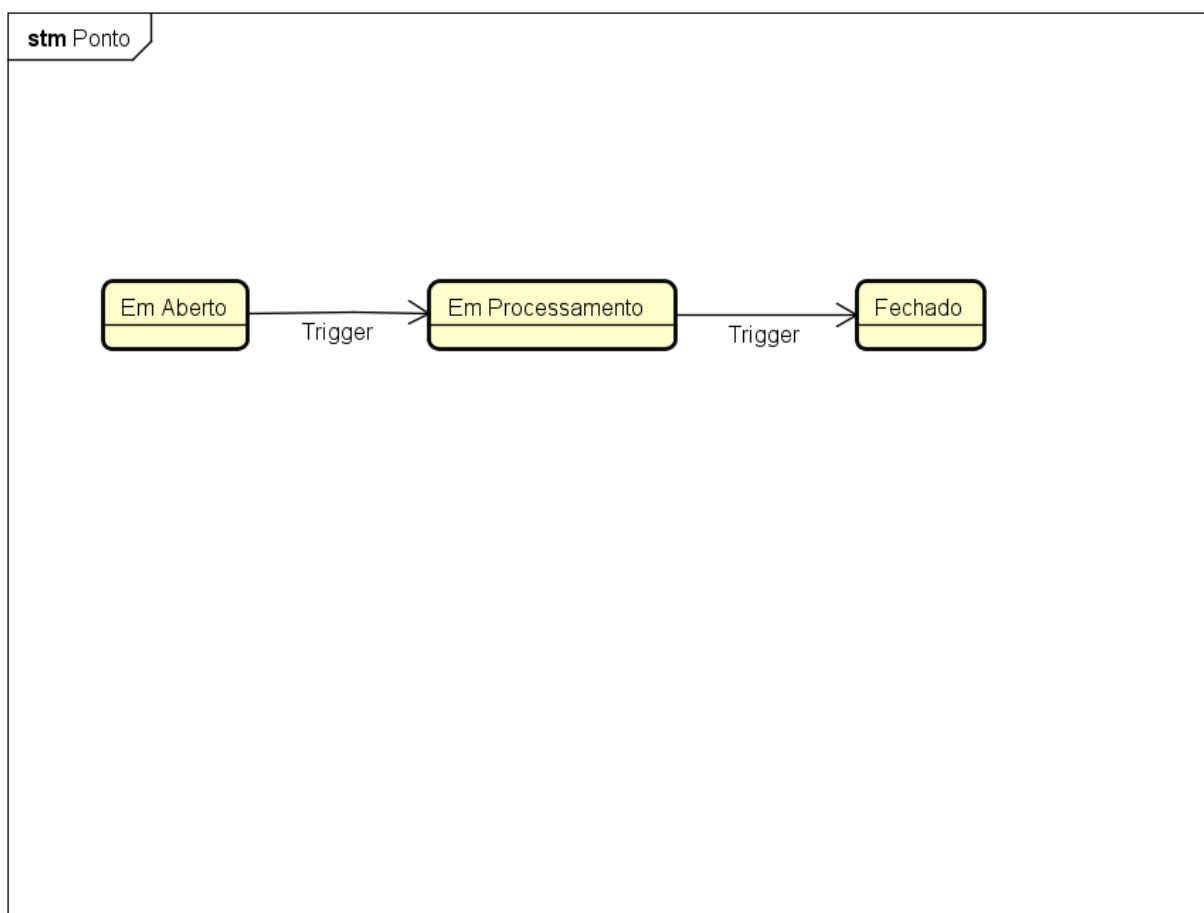 stm Ponto
Em Aberto
Trigger
Em Processamento
Trigger
Fechado